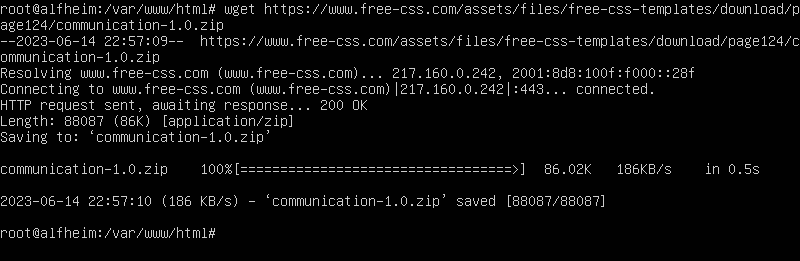 root@alfheim:/var/www/html# wget https://www.free-css.com/assets/files/free-css-templates/download/p
age124/communication-1.0.zip
--2023-06-14 22:57:09--  https://www.free-css.com/assets/files/free-css-templates/download/page124/c
ommunication-1.0.zip
Resolving www.free-css.com (www.free-css.com)... 217.160.0.242, 2001:8d8:100f:f000::28f
Connecting to www.free-css.com (www.free-css.com)|217.160.0.242|:443... connected.
HTTP request sent, awaiting response... 200 OK
Length: 88087 (86K) [application/zip]
Saving to: ‘communication-1.0.zip’
communication-1.0.zip    100%[==================================>]  86.02K   186KB/s    in 0.5s
2023-06-14 22:57:10 (186 KB/s) - ‘communication-1.0.zip’ saved [88087/88087]
root@alfheim:/var/www/html#